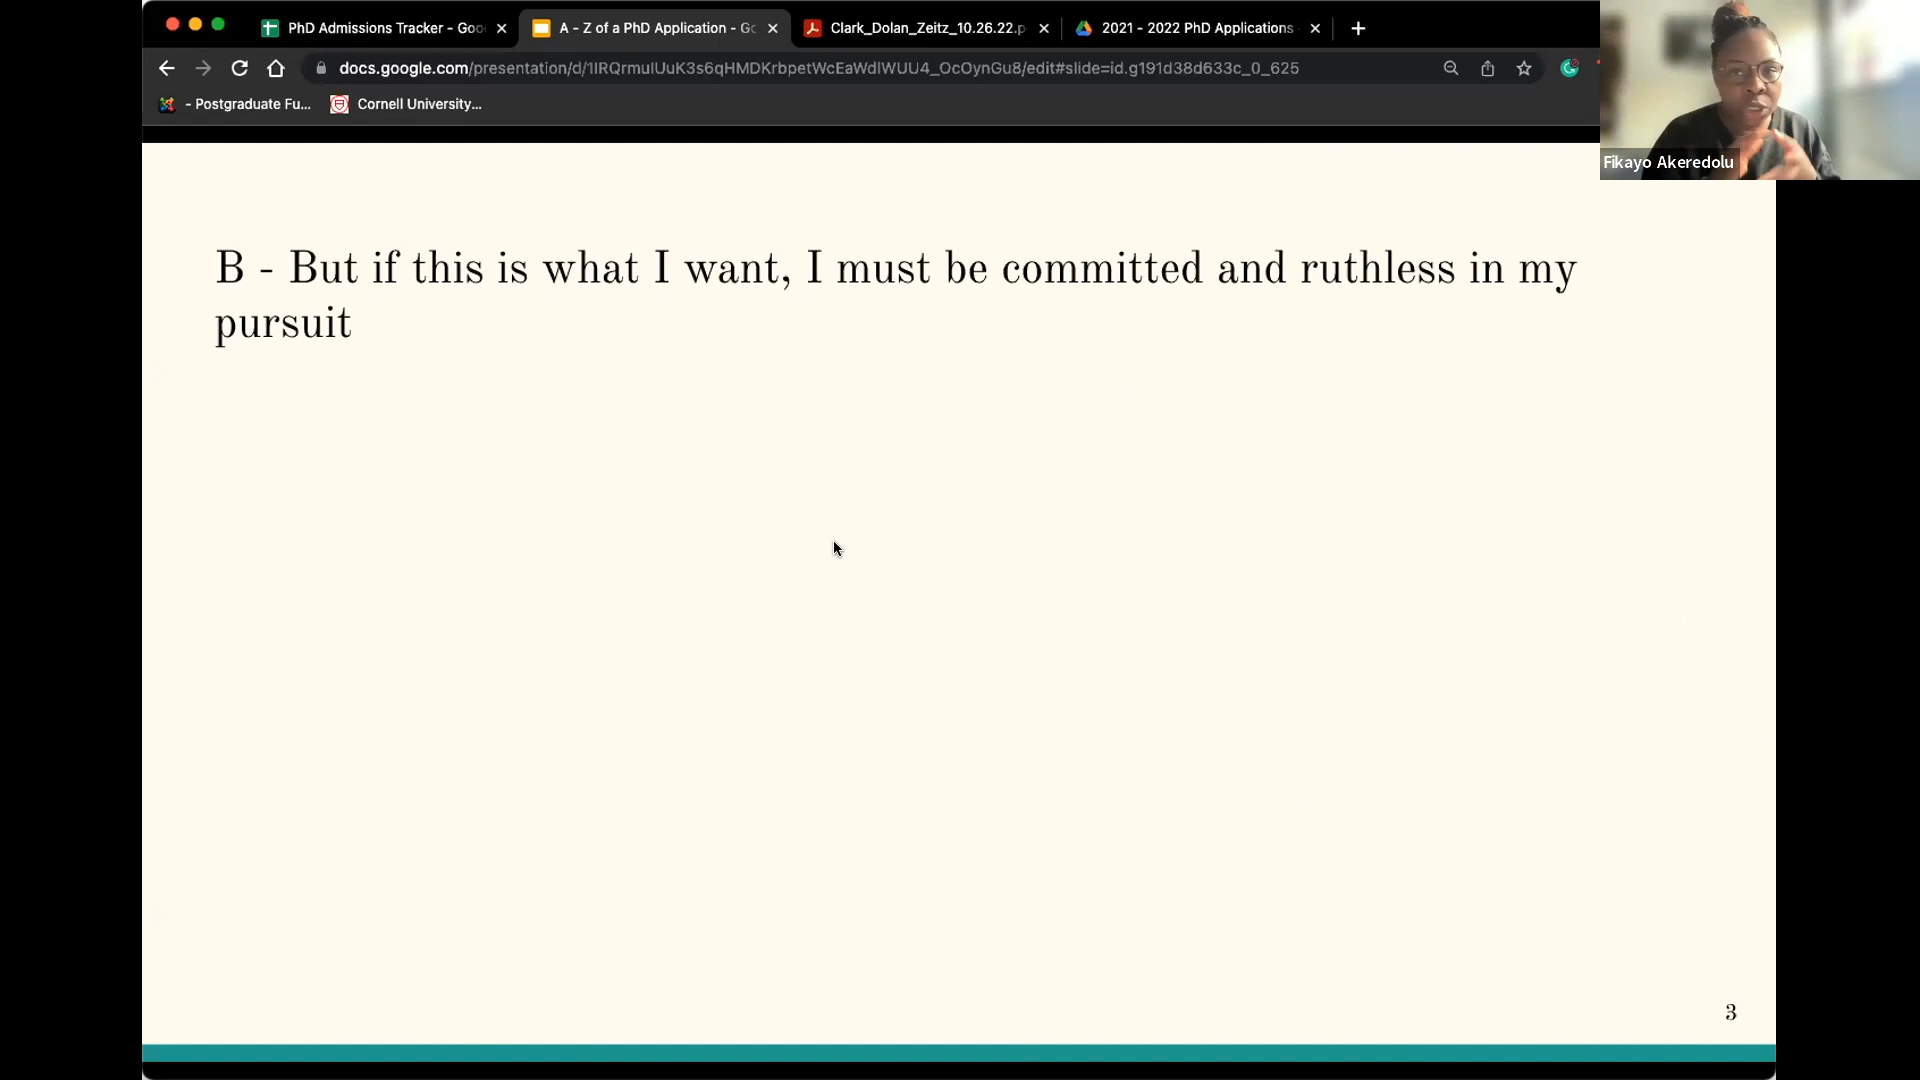 PhD Admissions Tracker - Goo
A - Z of a PhD Application - Go
Clark_Dolan_Zeitz_10.26.22.p
2021 - 2022 PhD Applications
docs.google.com/presentation/d/
/edit#slide=id.g191d38d633c_0_625
- Postgraduate Fu...
Cornell University...
Fikayo Akeredolu
B - But if this is what I want, I must be committed and ruthless in my
pursuit
3